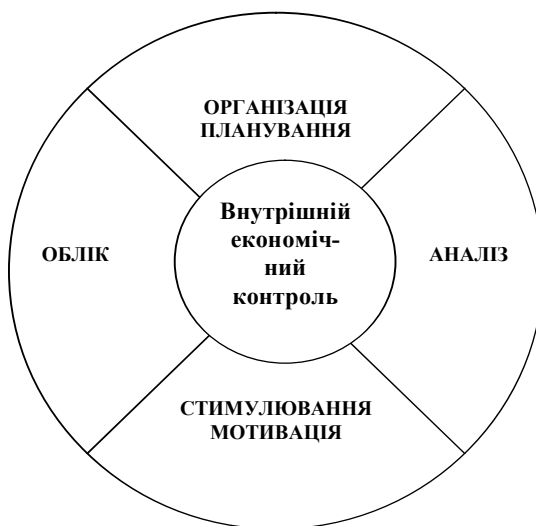 ОРГАНІЗАЦІЯ
ПЛАНУВАННЯ
Внутрішній
економіч-
ний
контроль
ОБЛІК
АНАЛІЗ
СТИМУЛЮВАННЯ
МОТИВАЦІЯ